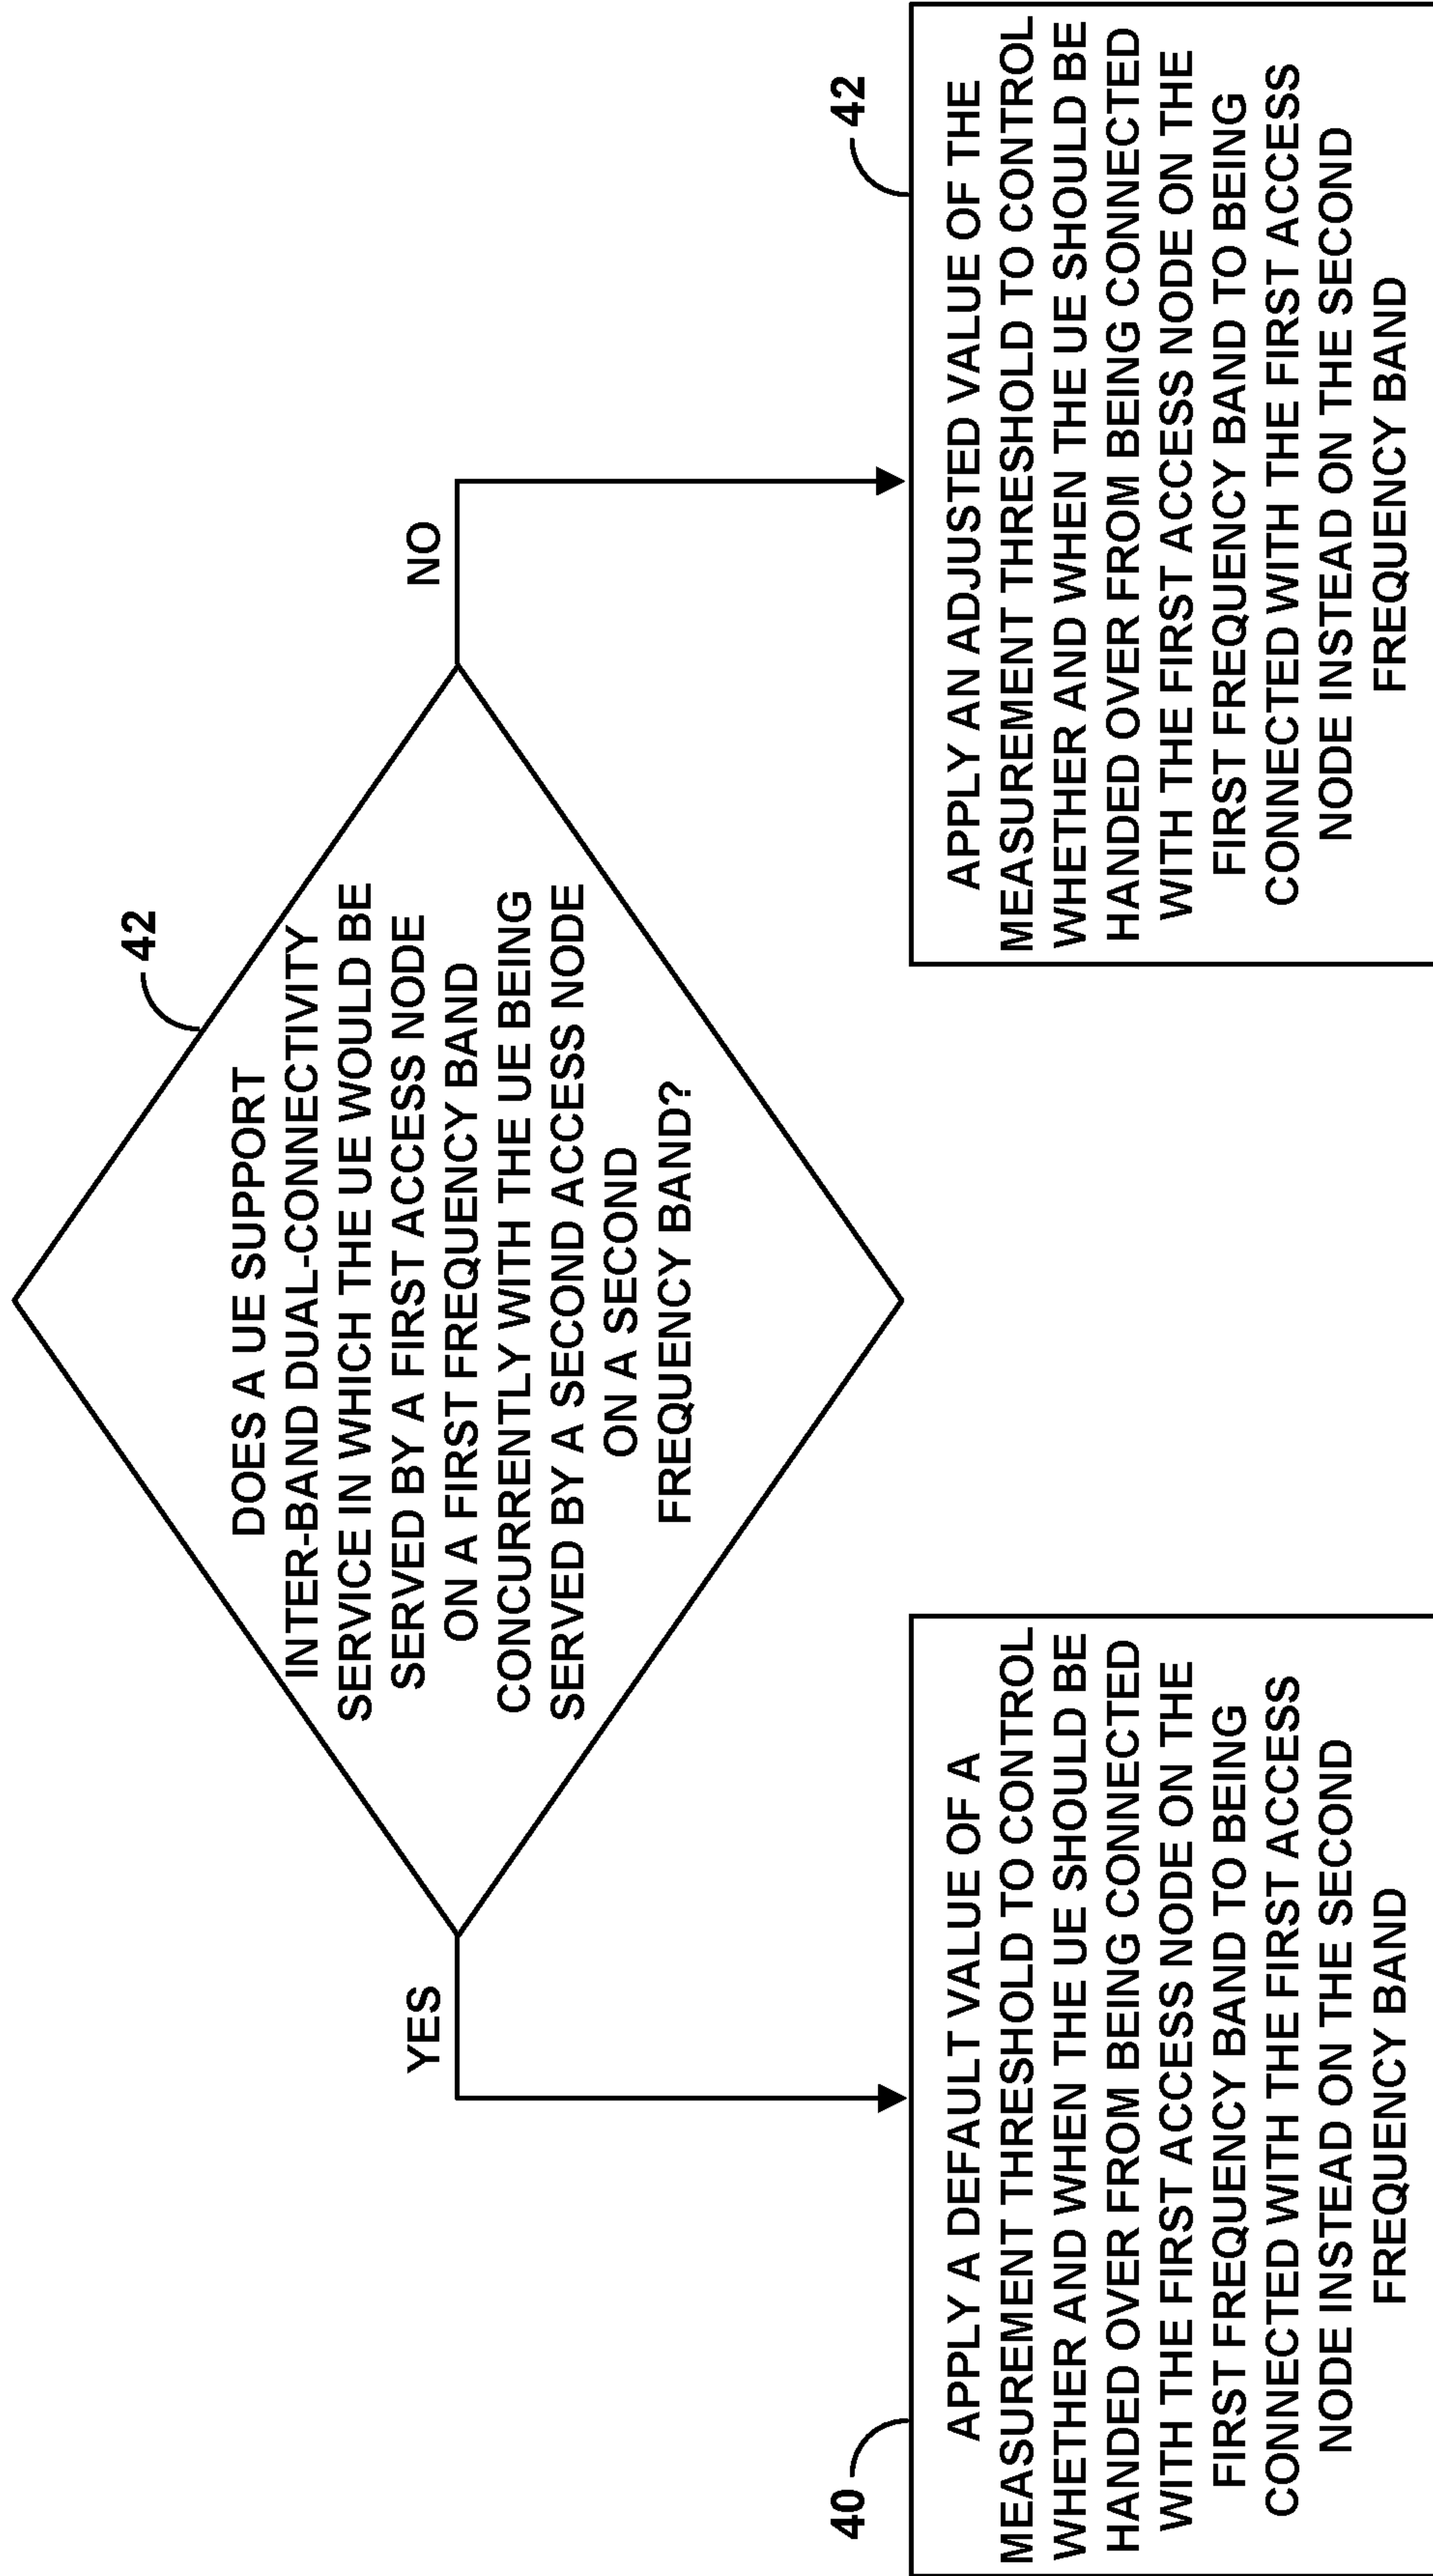 42
DOES A UE SUPPORT
INTER-BAND DUAL-CONNECTIVITY
SERVICE IN WHICH THE UE WOULD BE
SERVED BY A FIRST ACCESS NODE
ON A FIRST FREQUENCY BAND
CONCURRENTLY WITH THE UE BEING
SERVED BY A SECOND ACCESS NODE
ON A SECOND
FREQUENCY BAND?
YES
NO
40
APPLY A DEFAULT VALUE OF A
MEASUREMENT THRESHOLD TO CONTROL
WHETHER AND WHEN THE UE SHOULD BE
HANDED OVER FROM BEING CONNECTED
WITH THE FIRST ACCESS NODE ON THE
FIRST FREQUENCY BAND TO BEING
CONNECTED WITH THE FIRST ACCESS
NODE INSTEAD ON THE SECOND
FREQUENCY BAND
42
APPLY AN ADJUSTED VALUE OF THE
MEASUREMENT THRESHOLD TO CONTROL
WHETHER AND WHEN THE UE SHOULD BE
HANDED OVER FROM BEING CONNECTED
WITH THE FIRST ACCESS NODE ON THE
FIRST FREQUENCY BAND TO BEING
CONNECTED WITH THE FIRST ACCESS
NODE INSTEAD ON THE SECOND
FREQUENCY BAND